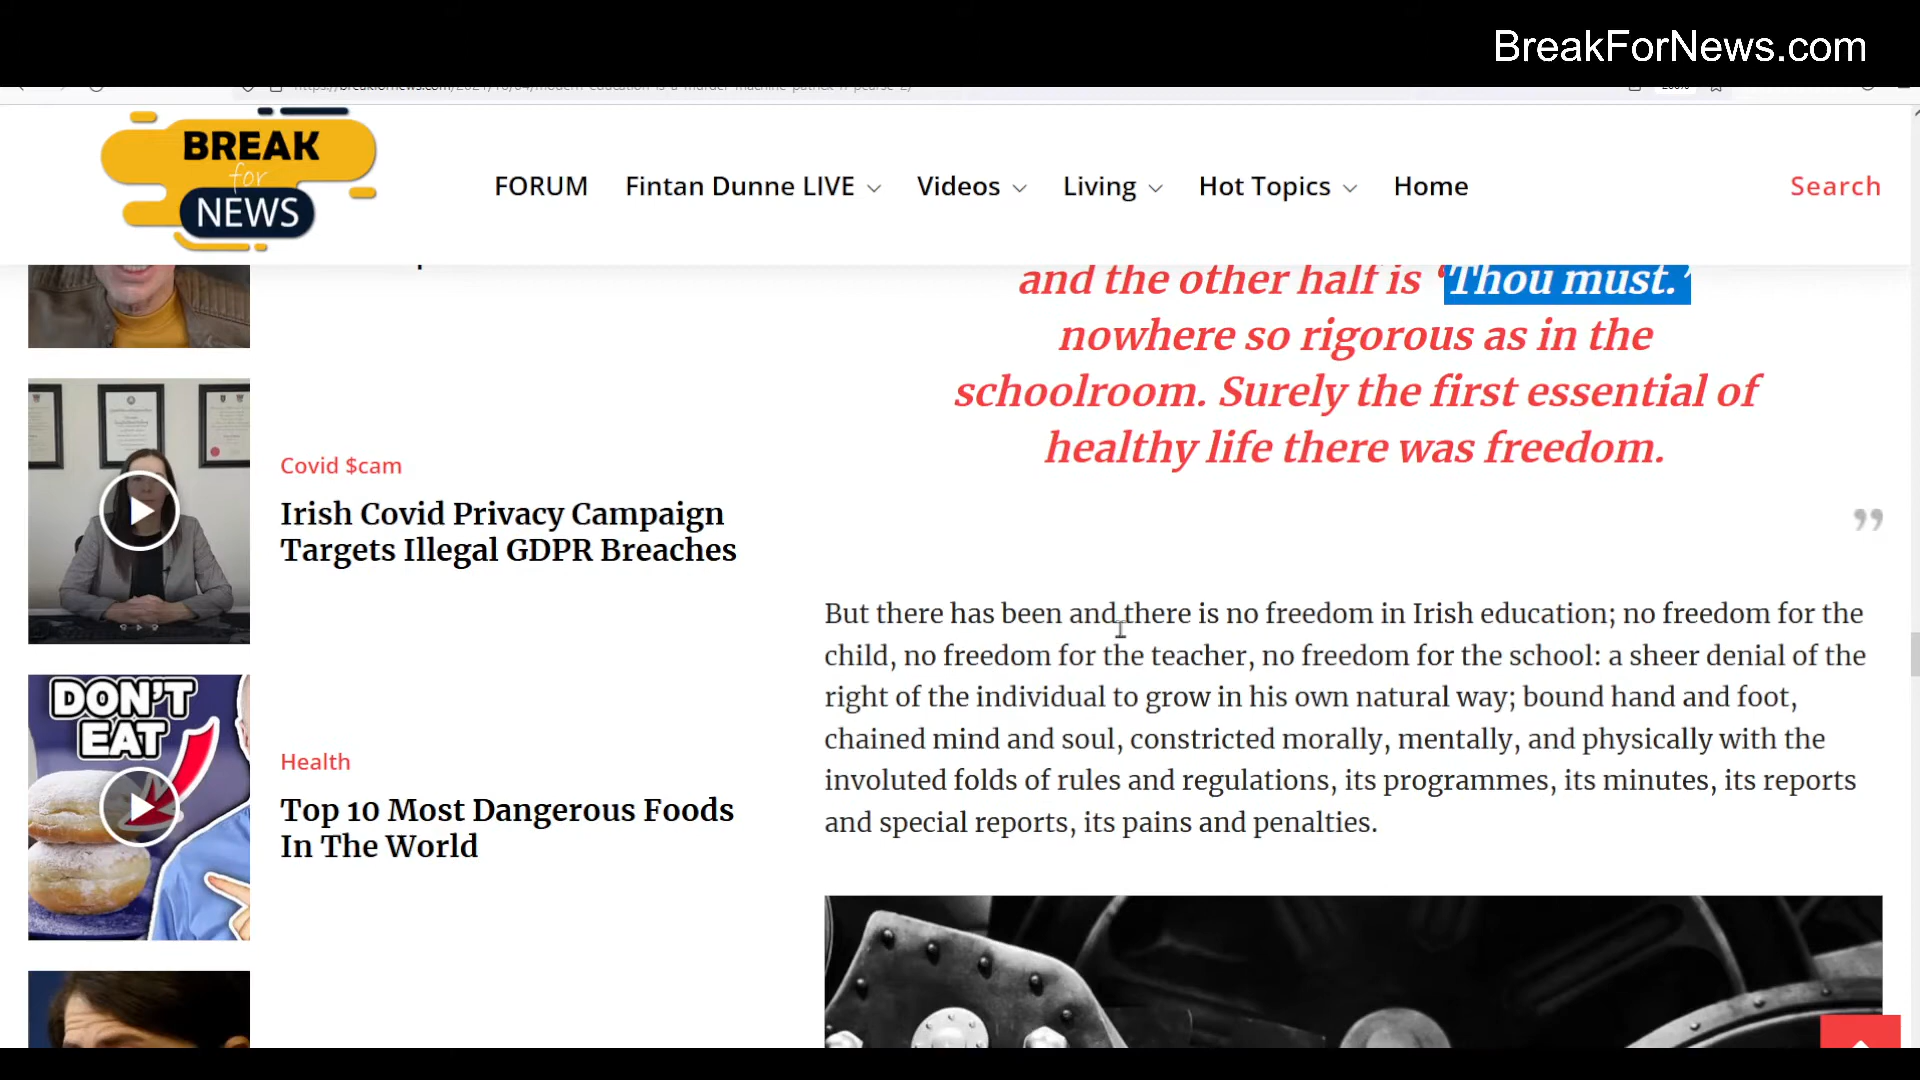 BreakForNews.com
BREAK
for
NEWS
FORUM
Fintan Dunne LIVE
Videos
Living
Hot Topics
Home
Search
and the other half is ‘Thou must.’
nowhere so rigorous as in the
schoolroom. Surely the first essential of
healthy life there was freedom.
”
Covid $cam
Irish Covid Privacy Campaign
Targets Illegal GDPR Breaches
But there has been and there is no freedom in Irish education; no freedom for the
child, no freedom for the teacher, no freedom for the school: a sheer denial of the
right of the individual to grow in his own natural way; bound hand and foot,
chained mind and soul, constricted morally, mentally, and physically with the
involuted folds of rules and regulations, its programmes, its minutes, its reports
and special reports, its pains and penalties.
DON'T
EAT
Health
Top 10 Most Dangerous Foods
In The World